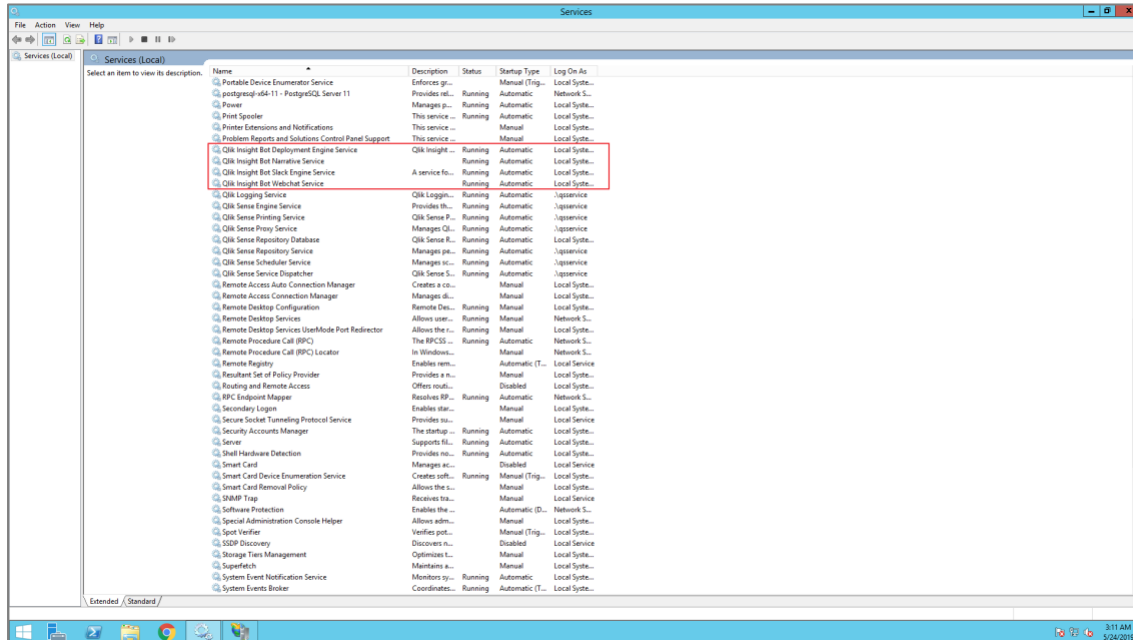 Services
File Action View Help
Services (Local)
Services (Local)
Select an item to view its description.
Name Description Status Startup Type Log On As
Portable Device Enumerator Service Enforces gr... Manual (Trig... Local Syste...
postgresql-x64-11 - PostgreSQL Server 11 Provides rel... Running Automatic Network S...
Power Manages p... Running Automatic Local Syste...
Print Spooler This service ... Running Automatic Local Syste...
Printer Extensions and Notifications This service ... Manual Local Syste...
Problem Reports and Solutions Control Panel Support This service ... Manual Local Syste...
Qlik Insight Bot Deployment Engine Service Qlik Insight ... Running Automatic Local Syste...
Qlik Insight Bot Narrative Service Running Automatic Local Syste...
Qlik Insight Bot Slack Engine Service A service fo... Running Automatic Local Syste...
Qlik Insight Bot Webchat Service Running Automatic Local Syste...
Qlik Logging Service Qlik Loggin... Running Automatic .\qsservice
Qlik Sense Engine Service Provides th... Running Automatic .\qsservice
Qlik Sense Printing Service Qlik Sense P... Running Automatic .\qsservice
Qlik Sense Proxy Service Manages Ql... Running Automatic .\qsservice
Qlik Sense Repository Database Qlik Sense R... Running Automatic Local Syste...
Qlik Sense Repository Service Manages pe... Running Automatic .\qsservice
Qlik Sense Scheduler Service Manages sc... Running Automatic .\qsservice
Qlik Sense Service Dispatcher Qlik Sense S... Running Automatic .\qsservice
Remote Access Auto Connection Manager Creates a co... Manual Local Syste...
Remote Access Connection Manager Manages di... Manual Local Syste...
Remote Desktop Configuration Remote Des... Running Manual Local Syste...
Remote Desktop Services Allows user... Running Manual Network S...
Remote Desktop Services UserMode Port Redirector Allows the r... Running Manual Local Syste...
Remote Procedure Call (RPC) The RPCSS ... Running Automatic Network S...
Remote Procedure Call (RPC) Locator In Windows... Manual Network S...
Remote Registry Enables rem... Automatic (T... Local Service
Resultant Set of Policy Provider Provides a n... Manual Local Syste...
Routing and Remote Access Offers routi... Disabled Local Syste...
RPC Endpoint Mapper Resolves RP... Running Automatic Network S...
Secondary Logon Enables star... Manual Local Syste...
Secure Socket Tunneling Protocol Service Provides su... Manual Local Service
Security Accounts Manager The startup ... Running Automatic Local Syste...
Server Supports fil... Running Automatic Local Syste...
Shell Hardware Detection Provides no... Running Automatic Local Syste...
Smart Card Manages ac... Disabled Local Service
Smart Card Device Enumeration Service Creates soft... Running Manual (Trig... Local Syste...
Smart Card Removal Policy Allows the s... Manual Local Syste...
SNMP Trap Receives tra... Manual Local Service
Software Protection Enables the ... Automatic (D... Network S...
Special Administration Console Helper Allows adm... Manual Local Syste...
Spot Verifier Verifies pot... Manual (Trig... Local Syste...
SSDP Discovery Discovers n... Disabled Local Service
Storage Tiers Management Optimizes t... Manual Local Syste...
Superfetch Maintains a... Manual Local Syste...
System Event Notification Service Monitors sy... Running Automatic Local Syste...
System Events Broker Coordinates... Running Automatic (T... Local Syste...
Extended Standard
3:11 AM